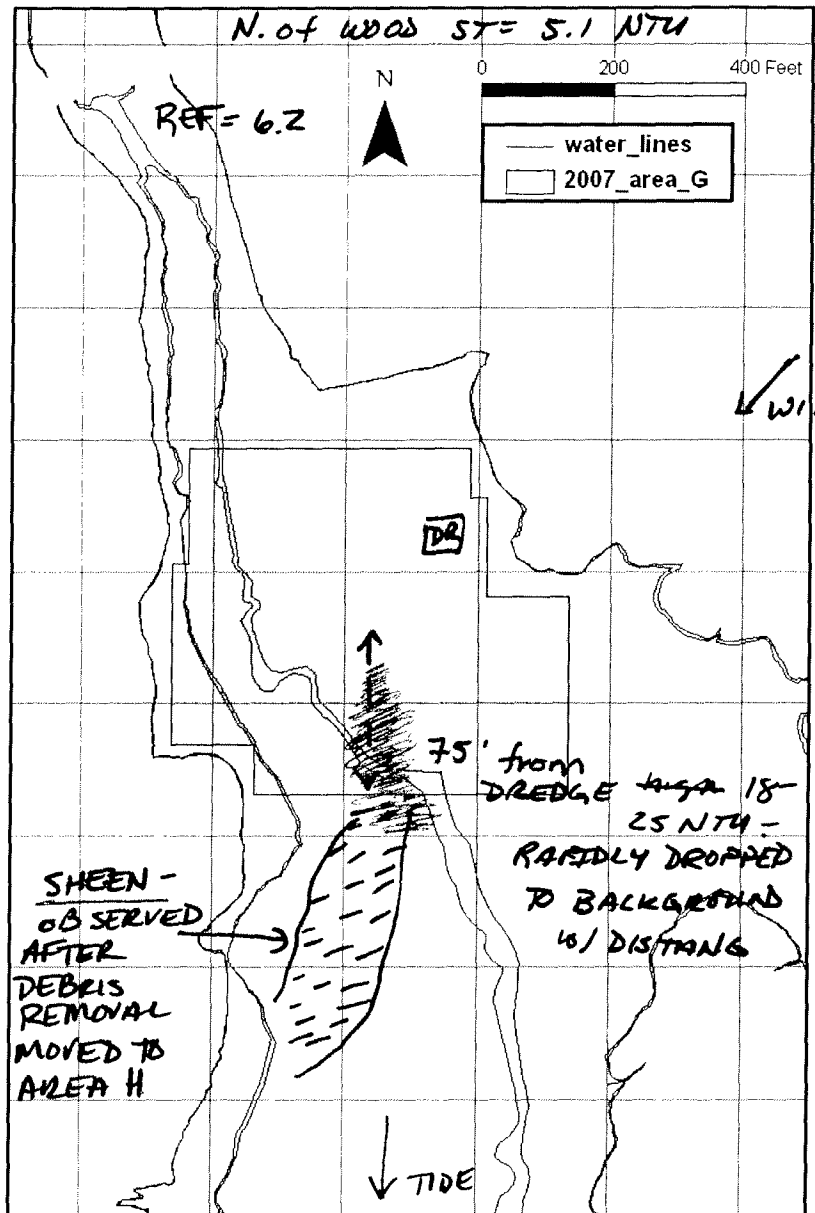 N. of WOOD ST = 5.1 NTU
0 200 400 Feet
N
REF = 6.2
water_lines
2007_area_G
WI
DR
75' from
DREDGE 18-
25 NTU -
RAPIDLY DROPPED
TO BACKGROUND
W/ DISTANG
SHEEN -
OBSERVED
AFTER
DEBRIS
REMOVAL
MOVED TO
AREA H
TIDE